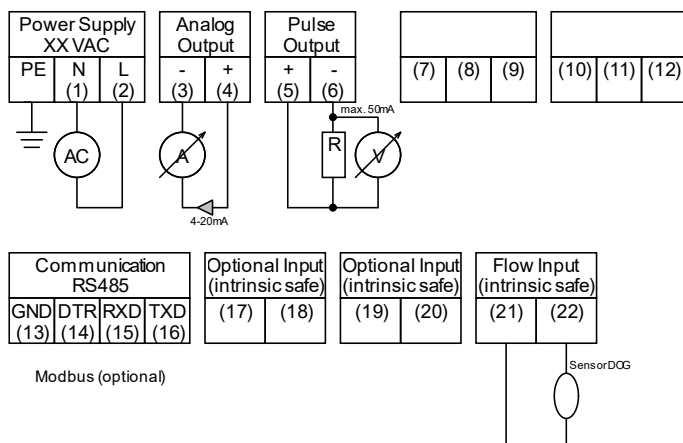 Power Supply
XX VAC
PE N L
(1) (2)
AC
Analog
Output
- +
(3) (4)
A
4-20mA
Pulse
Output
+ -
(5) (6)
max. 50mA
R
V
(7) (8) (9)
(10) (11) (12)
Communication
RS485
GND DTR RXD TXD
(13) (14) (15) (16)
Modbus (optional)
Optional Input
(intrinsic safe)
(17) (18)
Optional Input
(intrinsic safe)
(19) (20)
Flow Input
(intrinsic safe)
(21) (22)
Sensor DOG